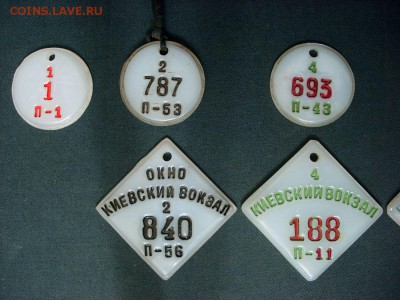 COINS.LAVE.RU
1
1
П-1
2
787
П-53
4
693
П-43
ОКНО
КИЕВСКИЙ ВОКЗАЛ
2
840
П-56
4
КИЕВСКИЙ ВОКЗАЛ
188
П-11